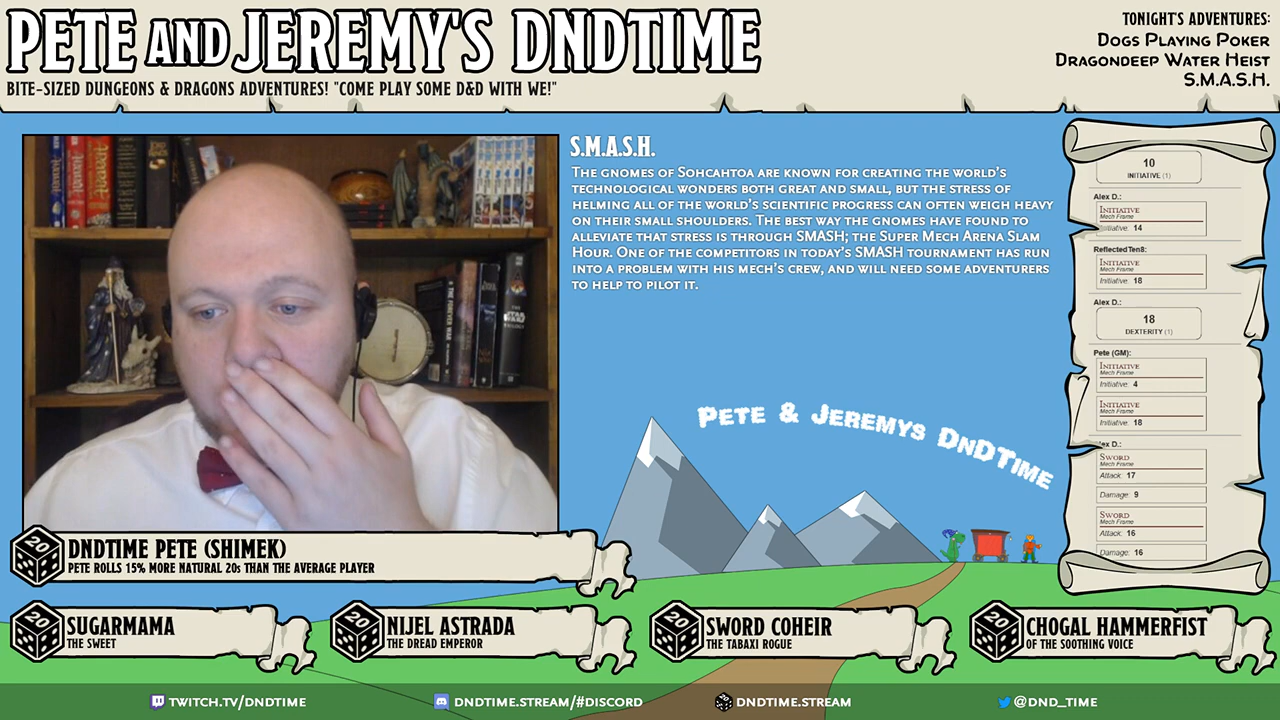 PETE AND JEREMY'S DNDTIME
BITE-SIZED DUNGEONS & DRAGONS ADVENTURES! "COME PLAY SOME D&D WITH WE!"
TONIGHT'S ADVENTURES:
DOGS PLAYING POKER
DRAGONDEEP WATER HEIST
S.M.A.S.H.
S.M.A.S.H.
THE GNOMES OF SOHCAHTOA ARE KNOWN FOR CREATING THE WORLD'S
TECHNOLOGICAL WONDERS BOTH GREAT AND SMALL, BUT THE STRESS OF
HELMING ALL OF THE WORLD'S SCIENTIFIC PROGRESS CAN OFTEN WEIGH HEAVY
ON THEIR SMALL SHOULDERS. THE BEST WAY THE GNOMES HAVE FOUND TO
ALLEVIATE THAT STRESS IS THROUGH SMASH; THE SUPER MECH ARENA SLAM
HOUR. ONE OF THE COMPETITORS IN TODAY'S SMASH TOURNAMENT HAS RUN
INTO A PROBLEM WITH HIS MECH'S CREW, AND WILL NEED SOME ADVENTURERS
TO HELP TO PILOT IT.
10
INITIATIVE (1)
Alex D.:
INITIATIVE
Mech Frame
Initiative: 14
ReflectedTen8:
INITIATIVE
Mech Frame
Initiative: 18
Alex D.:
18
DEXTERITY (1)
Pete (GM):
INITIATIVE
Mech Frame
Initiative: 4
INITIATIVE
Mech Frame
Initiative: 18
Alex D.:
SWORD
Mech Frame
Attack: 17
Damage: 9
SWORD
Mech Frame
Attack: 16
Damage: 16
PETE & JEREMYS DNDTIME
20
DNDTIME PETE (SHIMEK)
PETE ROLLS 15% MORE NATURAL 20S THAN THE AVERAGE PLAYER
20
SUGARMAMA
THE SWEET
20
NIJEL ASTRADA
THE DREAD EMPEROR
20
SWORD COHEIR
THE TABAXI ROGUE
20
CHOGAL HAMMERFIST
OF THE SOOTHING VOICE
TWITCH.TV/DNDTIME
DNDTIME.STREAM/#DISCORD
DNDTIME.STREAM
@DND_TIME